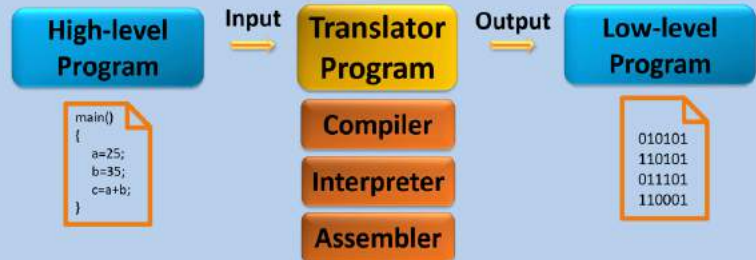 High-level
Program
Input
Translator
Program
Output
Low-level
Program
main()
{
a=25;
b=35;
c=a+b;
}
Compiler
Interpreter
Assembler
010101
110101
011101
110001